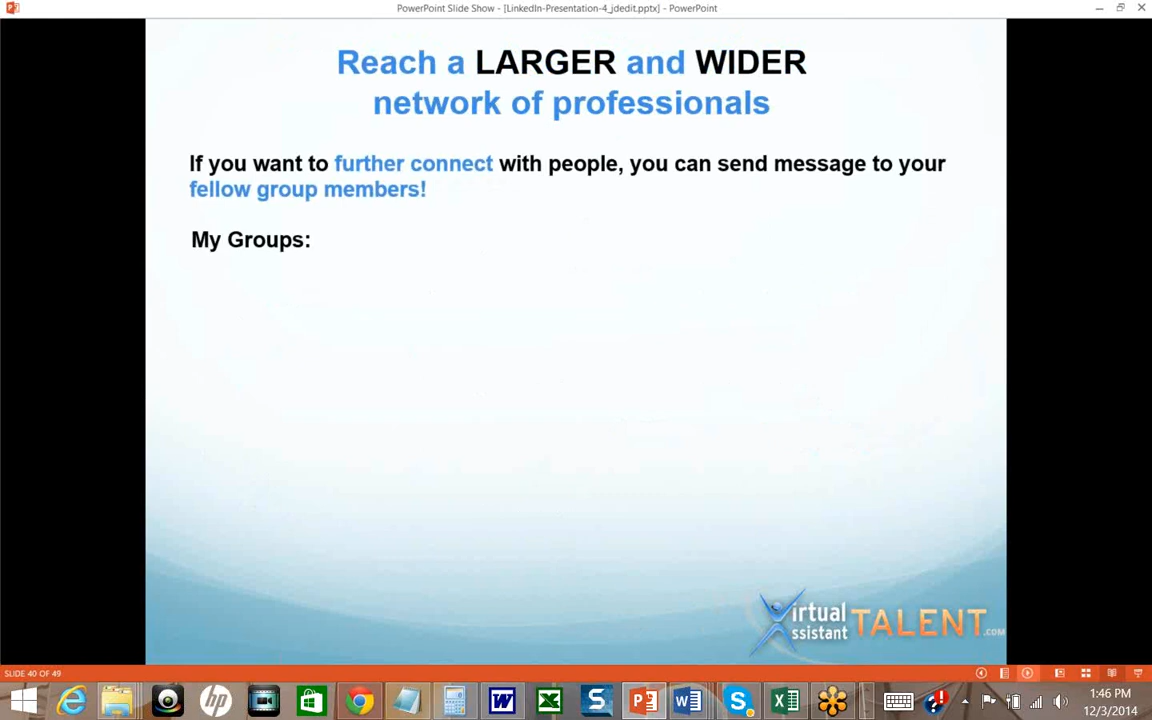 PowerPoint Slide Show - [LinkedIn-Presentation-4_jdedit.pptx] - PowerPoint
Reach a LARGER and WIDER
network of professionals
If you want to further connect with people, you can send message to your
fellow group members!
My Groups:
Virtual
Assistant TALENT.com
SLIDE 40 OF 49
1:46 PM
12/3/2014